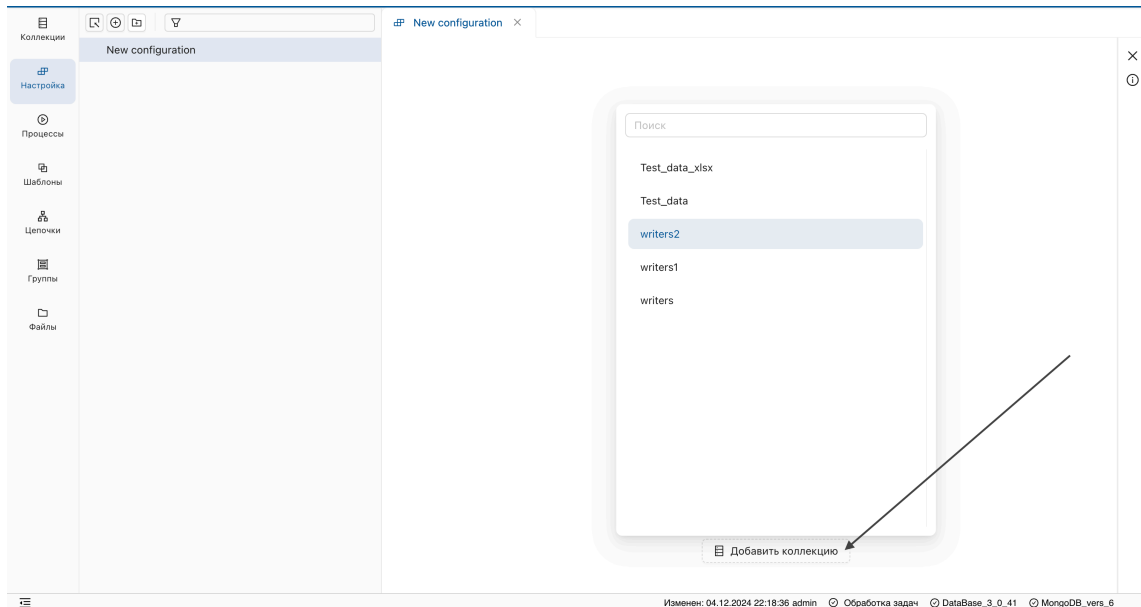 Коллекции
Настройка
Процессы
Шаблоны
Цепочки
Группы
Файлы
New configuration
New configuration
Поиск
Test_data_xlsx
Test_data
writers2
writers1
writers
Добавить коллекцию
Изменен: 04.12.2024 22:18:36 admin Обработка задач DataBase_3_0_41 MongoDB_vers_6